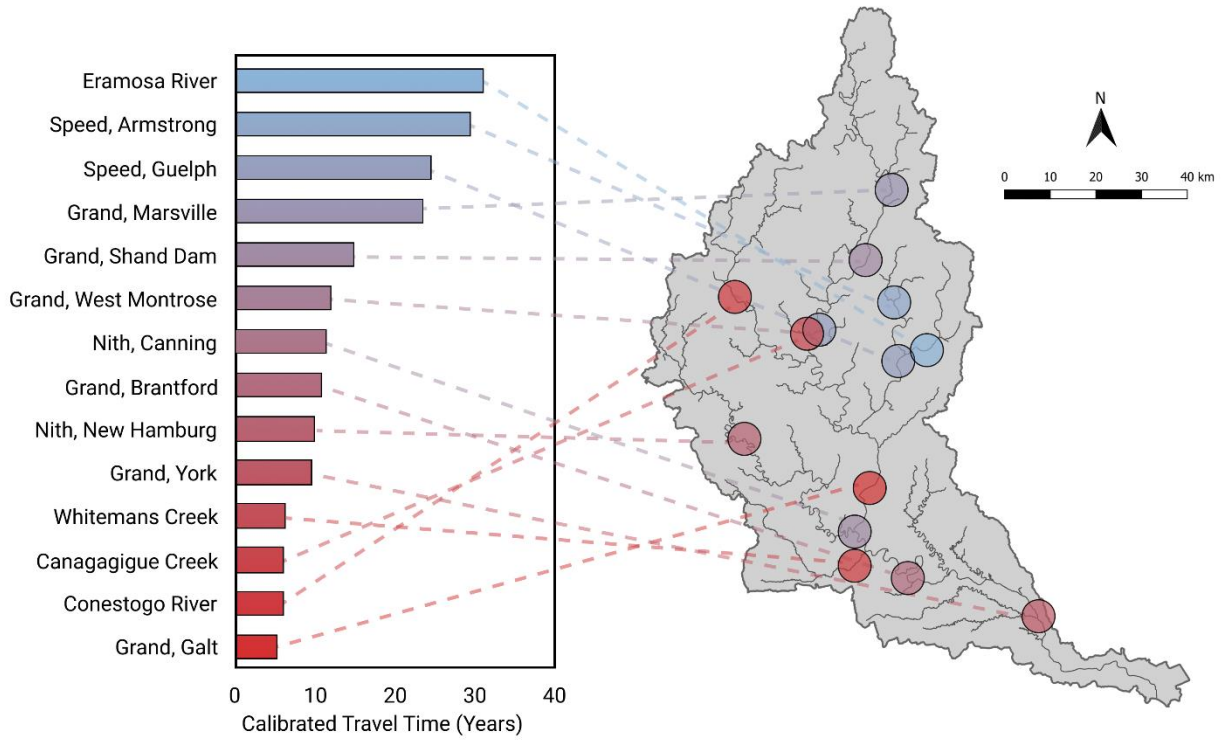 Eramosa River
Speed, Armstrong
Speed, Guelph
Grand, Marsville
Grand, Shand Dam
Grand, West Montrose
Nith, Canning
Grand, Brantford
Nith, New Hamburg
Grand, York
Whitemans Creek
Canagagigue Creek
Conestogo River
Grand, Galt
0 10 20 30 40
Calibrated Travel Time (Years)
N
0 10 20 30 40 km